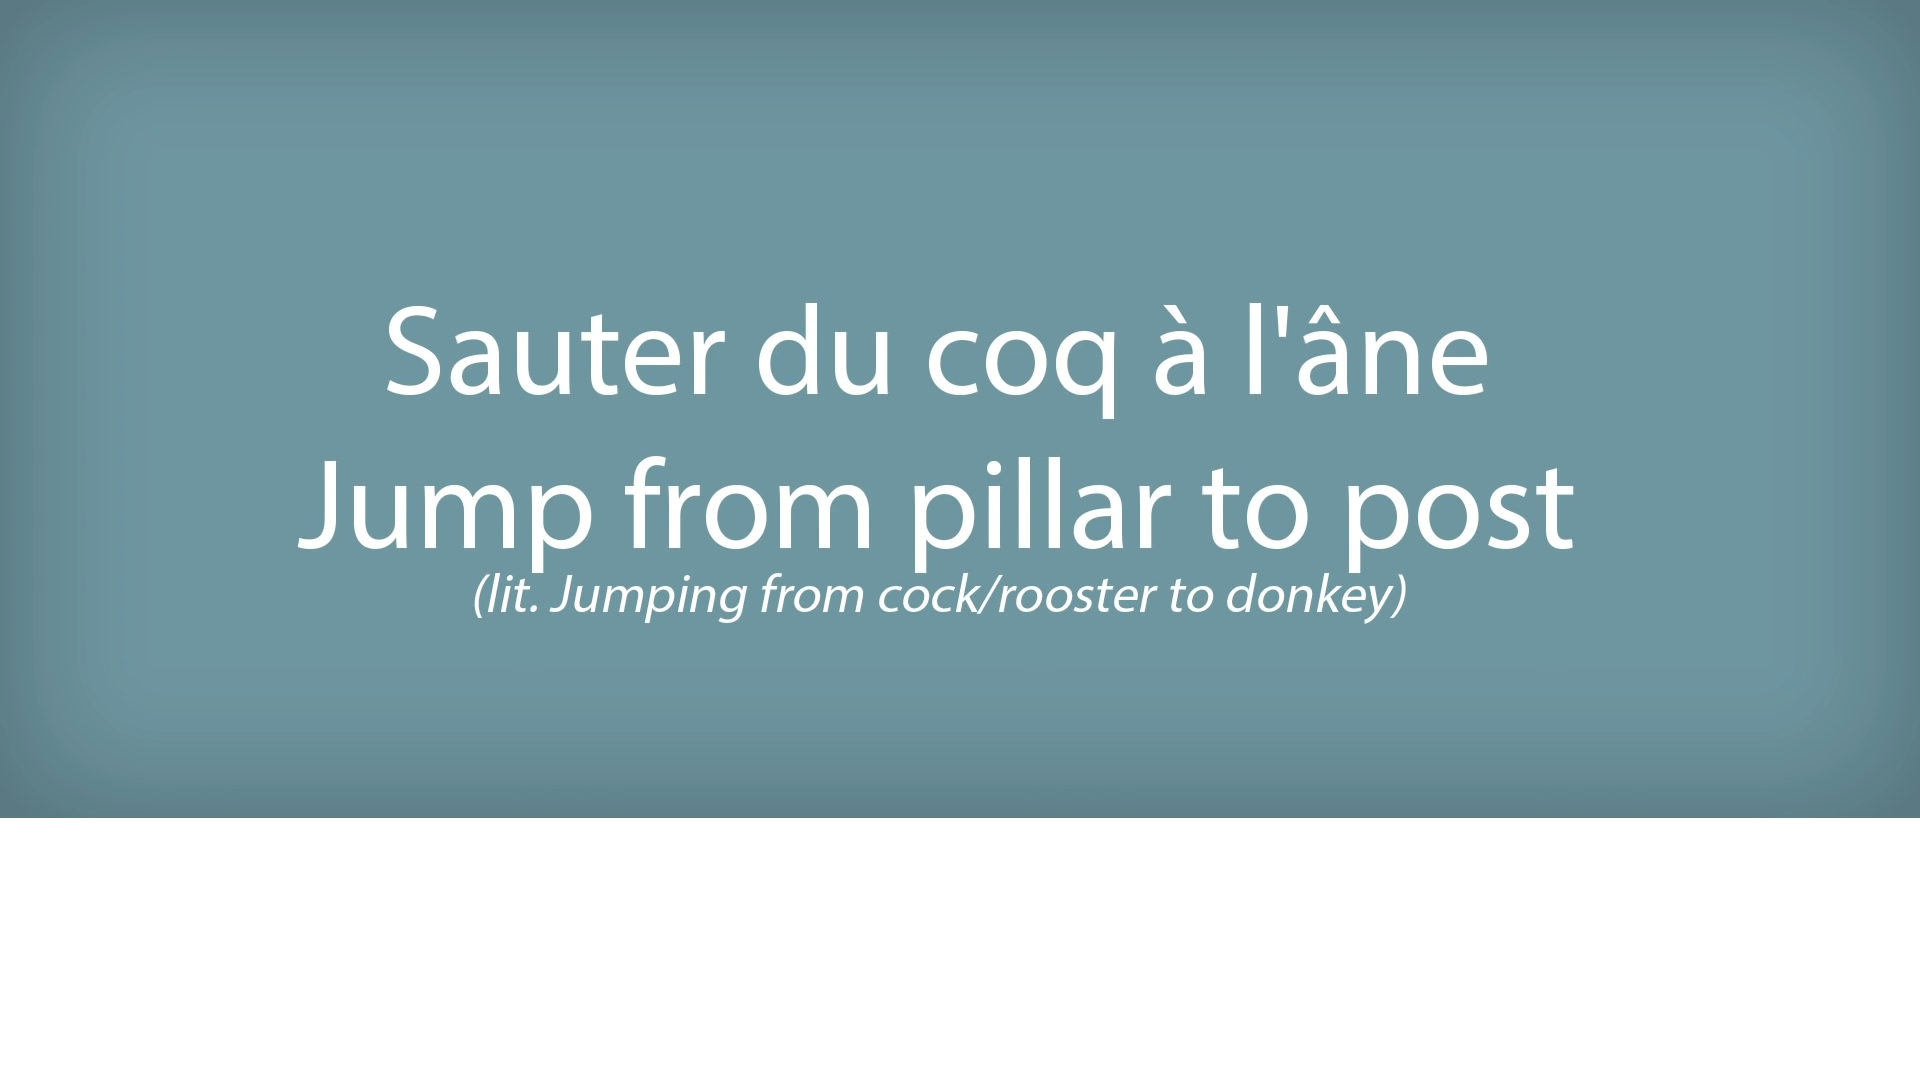 Sauter du coq à l'âne
Jump from pillar to post
(lit. Jumping from cock/rooster to donkey)